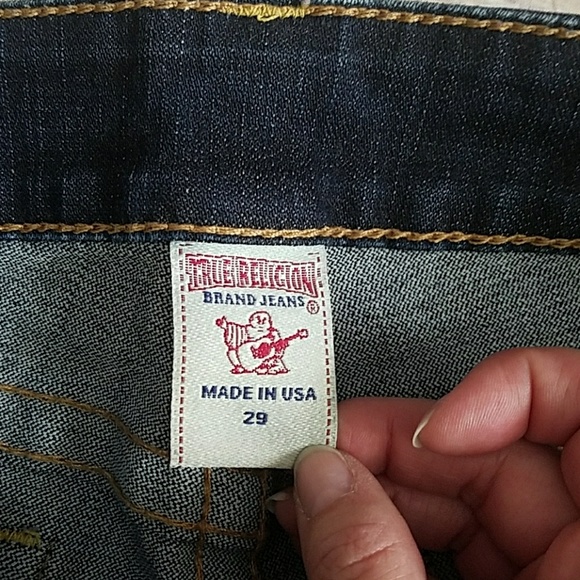 TRUE RELIGION
BRAND JEANS®
MADE IN USA
29